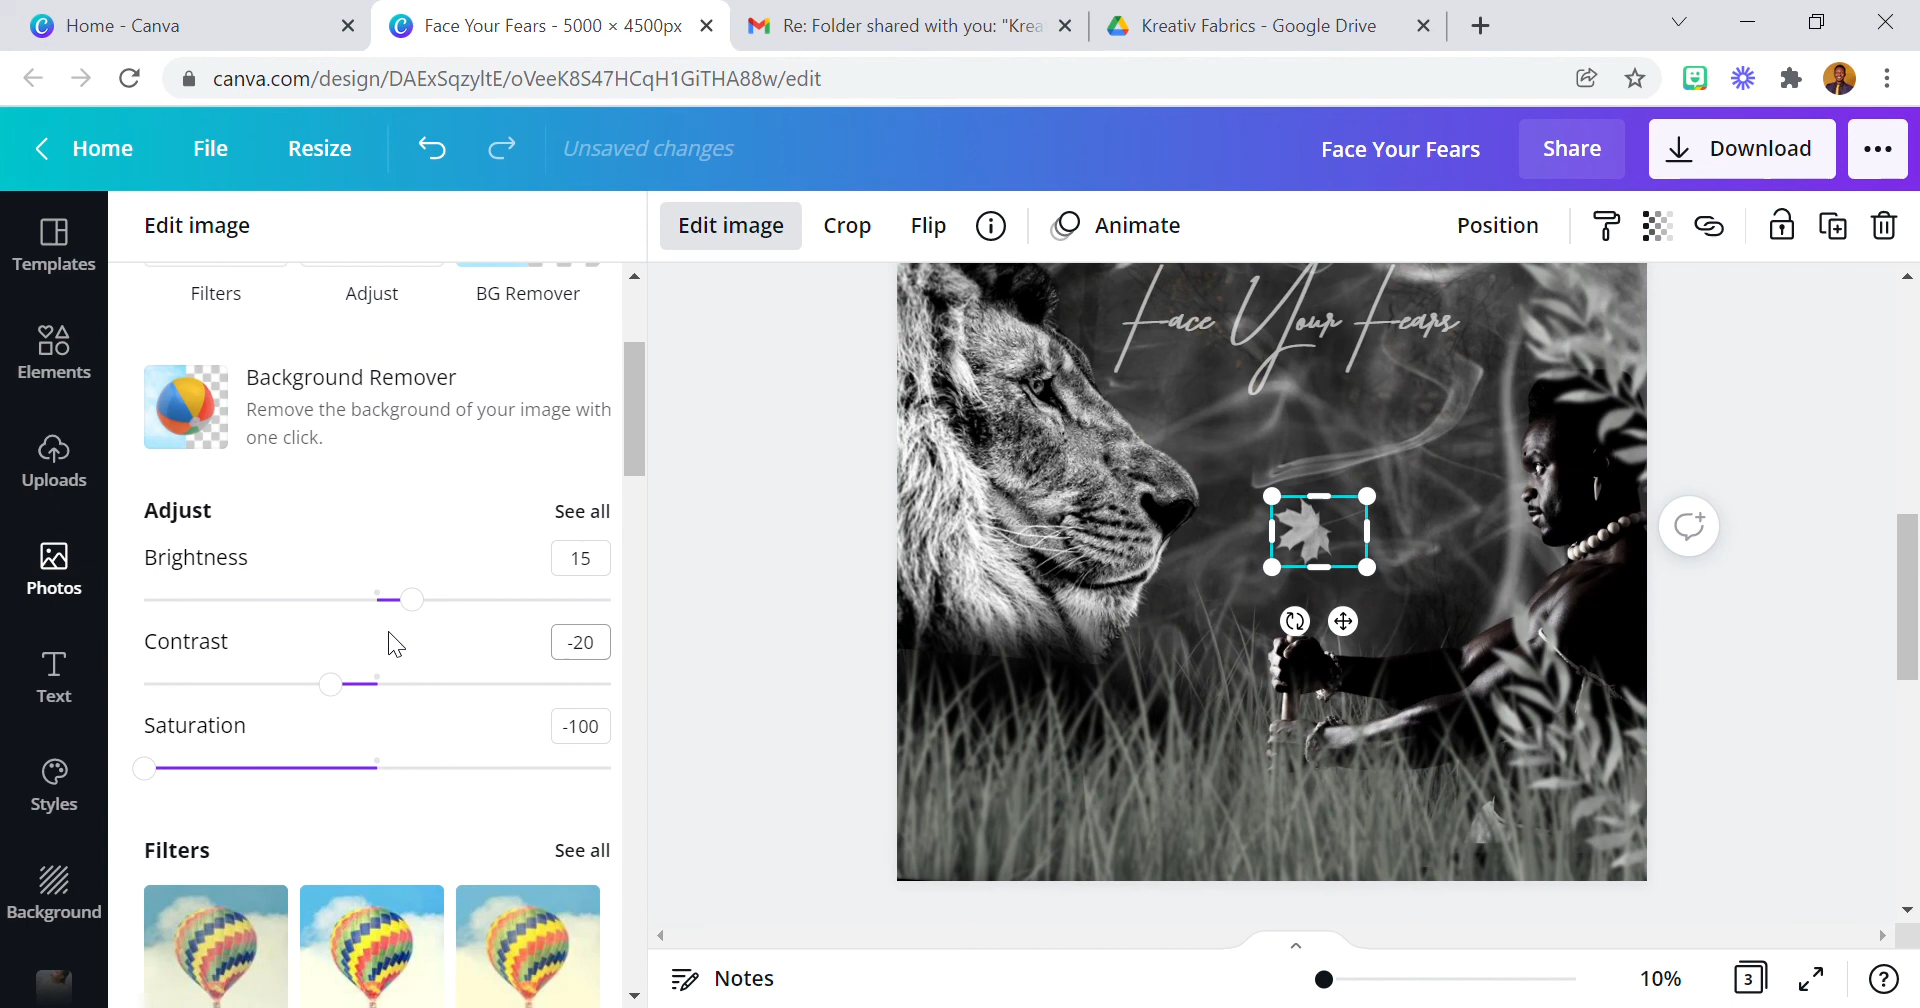 Home - Canva
Face Your Fears - 5000 × 4500px
Re: Folder shared with you: "Krea
Kreativ Fabrics - Google Drive
canva.com/design/DAExSqzyltE/oVeeK8S47HCqH1GiTHA88w/edit
Home
File
Resize
Unsaved changes
Face Your Fears
Share
Download
Templates
Elements
Uploads
Photos
Text
Styles
Background
Edit image
Filters
Adjust
BG Remover
Background Remover
Remove the background of your image with
one click.
Adjust
See all
Brightness
15
Contrast
-20
Saturation
-100
Filters
See all
Edit image
Crop
Flip
Animate
Position
Face Your Fears
Notes
10%
3